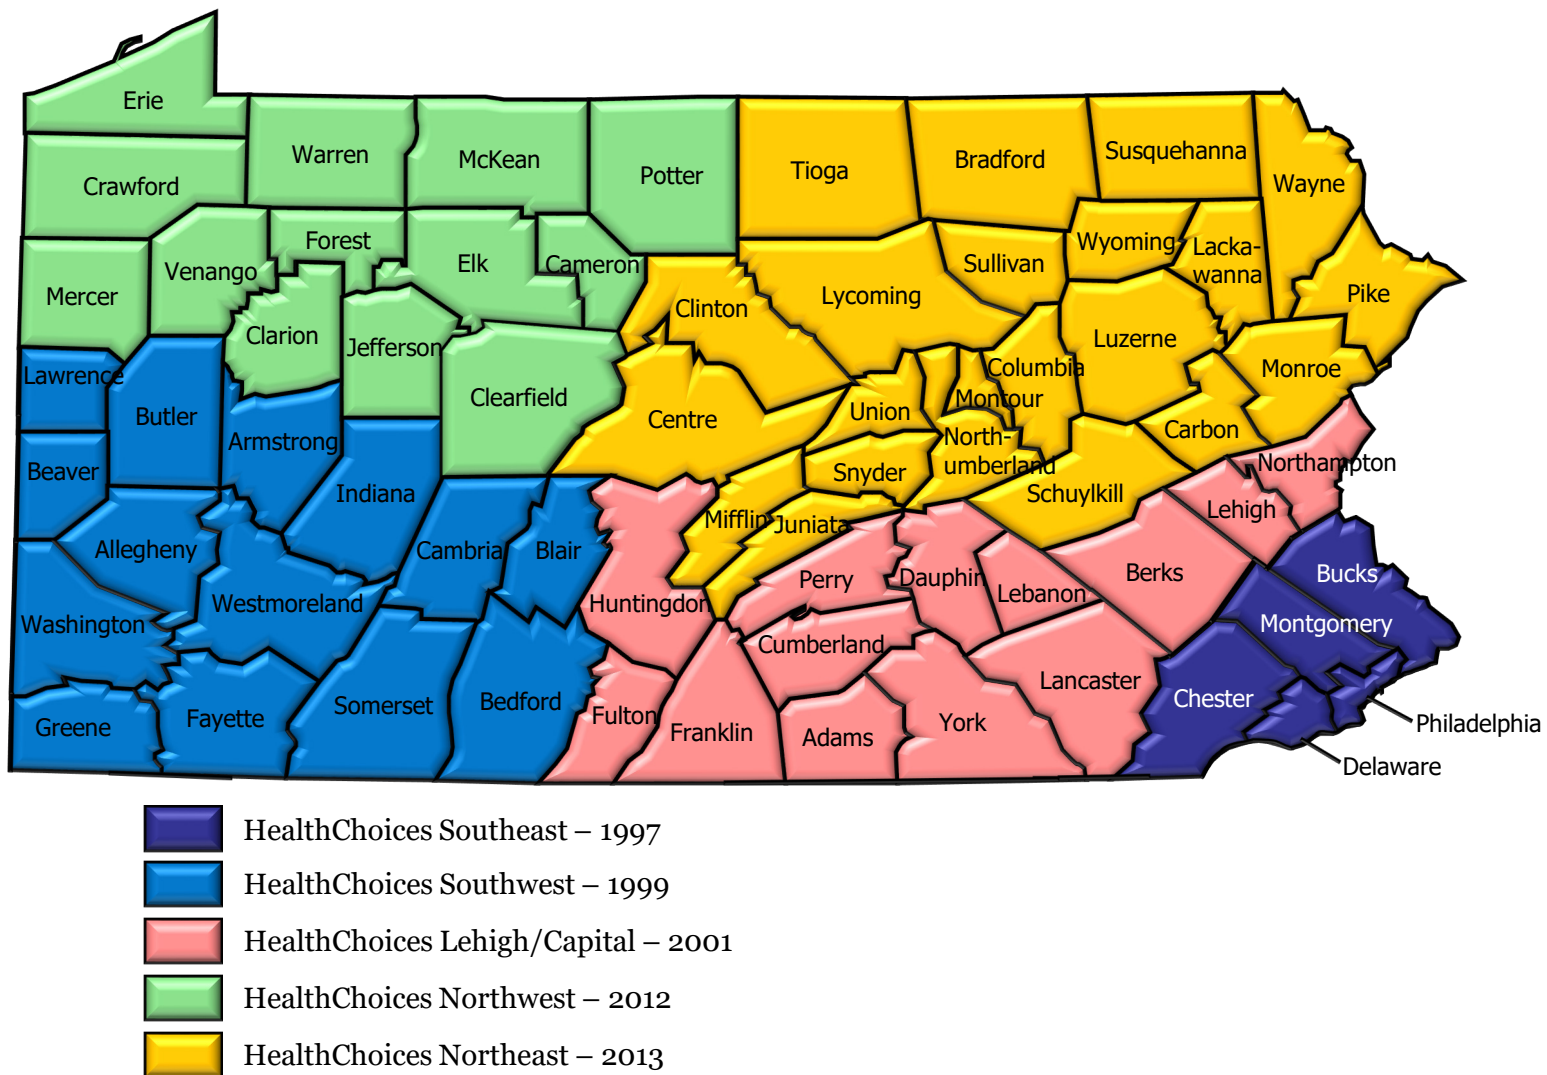 Erie
Warren
McKean
Potter
Tioga
Bradford
Susquehanna
Wayne
Crawford
Forest
Elk
Cameron
Venango
Mercer
Clarion
Jefferson
Clearfield
Clinton
Lycoming
Sullivan
Wyoming
Lacka-
wanna
Pike
Luzerne
Columbia
Montour
Monroe
Carbon
Centre
Union
Snyder
North-
umberland
Schuylkill
Mifflin
Juniata
Northampton
Lehigh
Lawrence
Butler
Armstrong
Beaver
Indiana
Allegheny
Cambria
Blair
Westmoreland
Washington
Huntingdon
Perry
Dauphin
Lebanon
Berks
Bucks
Montgomery
Cumberland
Lancaster
Chester
Greene
Fayette
Somerset
Bedford
Fulton
Franklin
Adams
York
Philadelphia
Delaware
HealthChoices Southeast – 1997
HealthChoices Southwest – 1999
HealthChoices Lehigh/Capital – 2001
HealthChoices Northwest – 2012
HealthChoices Northeast – 2013